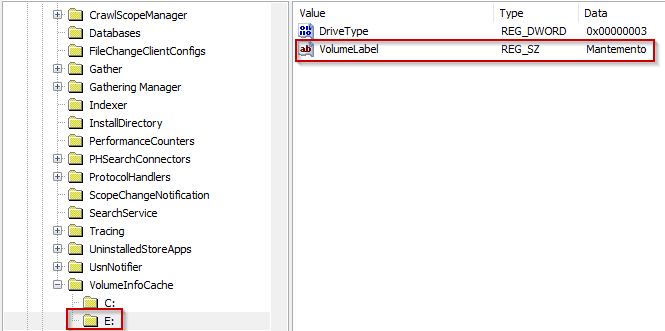 CrawlScopeManager
Databases
FileChangeClientConfigs
Gather
Gathering Manager
Indexer
InstallDirectory
PerformanceCounters
PHSearchConnectors
ProtocolHandlers
ScopeChangeNotification
SearchService
Tracing
UninstalledStoreApps
UsnNotifier
VolumeInfoCache
C:
E:
Value Type Data
DriveType REG_DWORD 0x00000003
ab VolumeLabel REG_SZ Mantemento